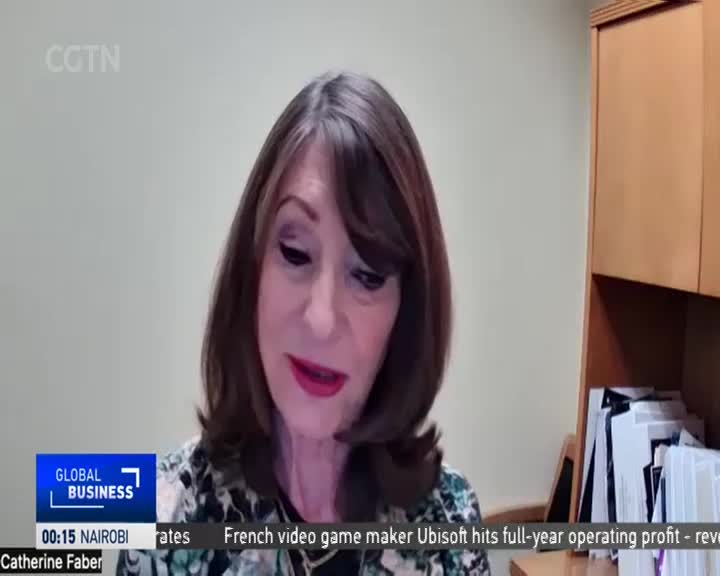 CGTN
GLOBAL
BUSINESS
00:15 NAIROBI
rates French video game maker Ubisoft hits full-year operating profit - reve
Catherine Faber